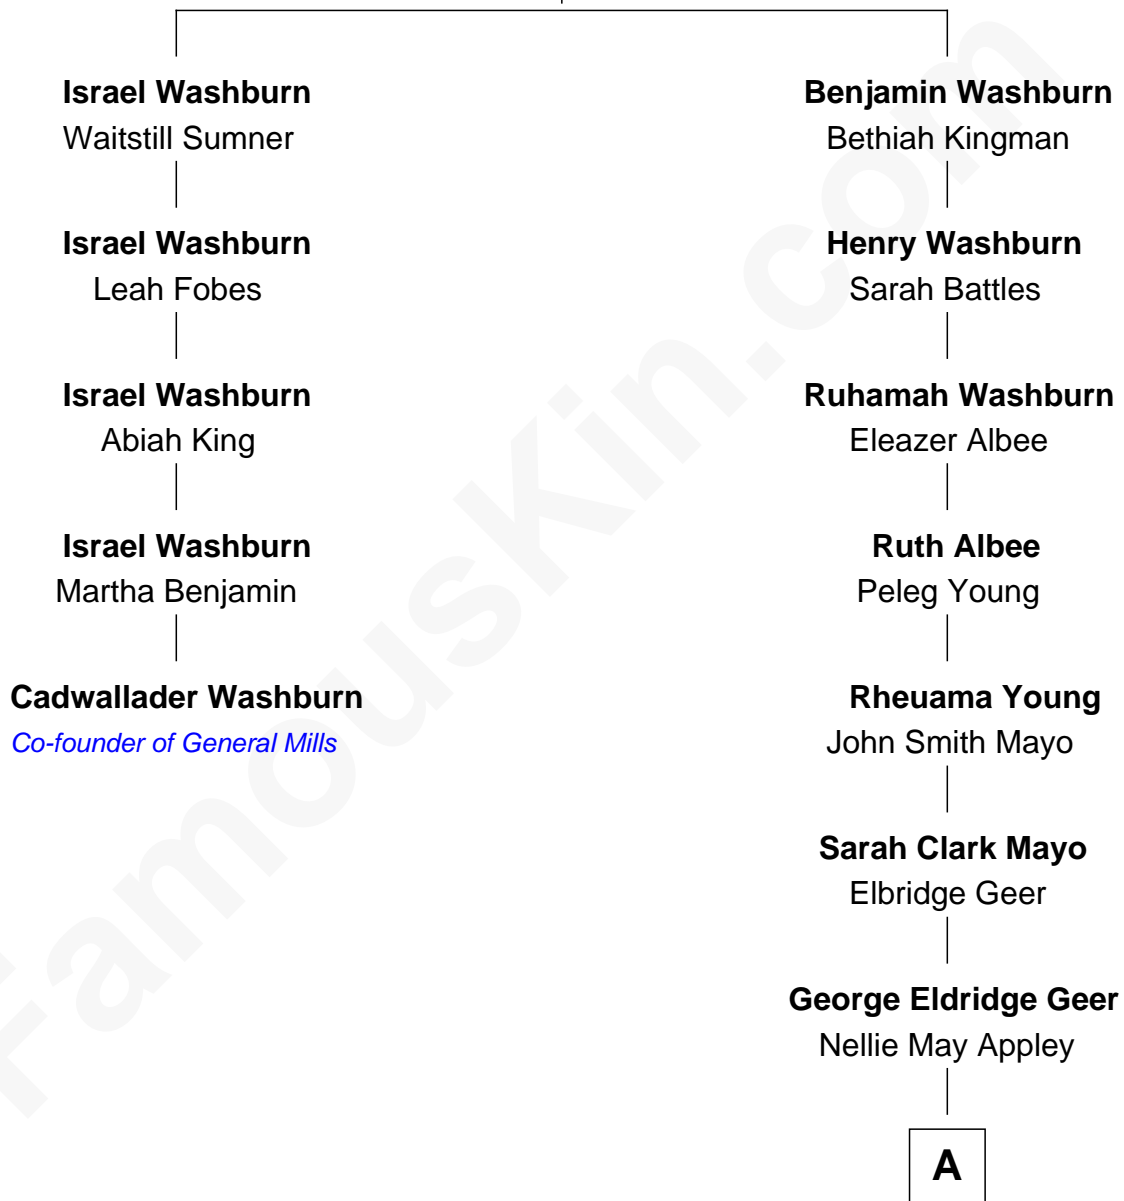 Israel Washburn
Waitstill Sumner
Israel Washburn
Leah Fobes
Israel Washburn
Abiah King
Israel Washburn
Martha Benjamin
Cadwallader Washburn
Co-founder of General Mills
Benjamin Washburn
Bethiah Kingman
Henry Washburn
Sarah Battles
Ruhamah Washburn
Eleazer Albee
Ruth Albee
Peleg Young
Rheuama Young
John Smith Mayo
Sarah Clark Mayo
Elbridge Geer
George Eldridge Geer
Nellie May Appley
A
FamousKin.com